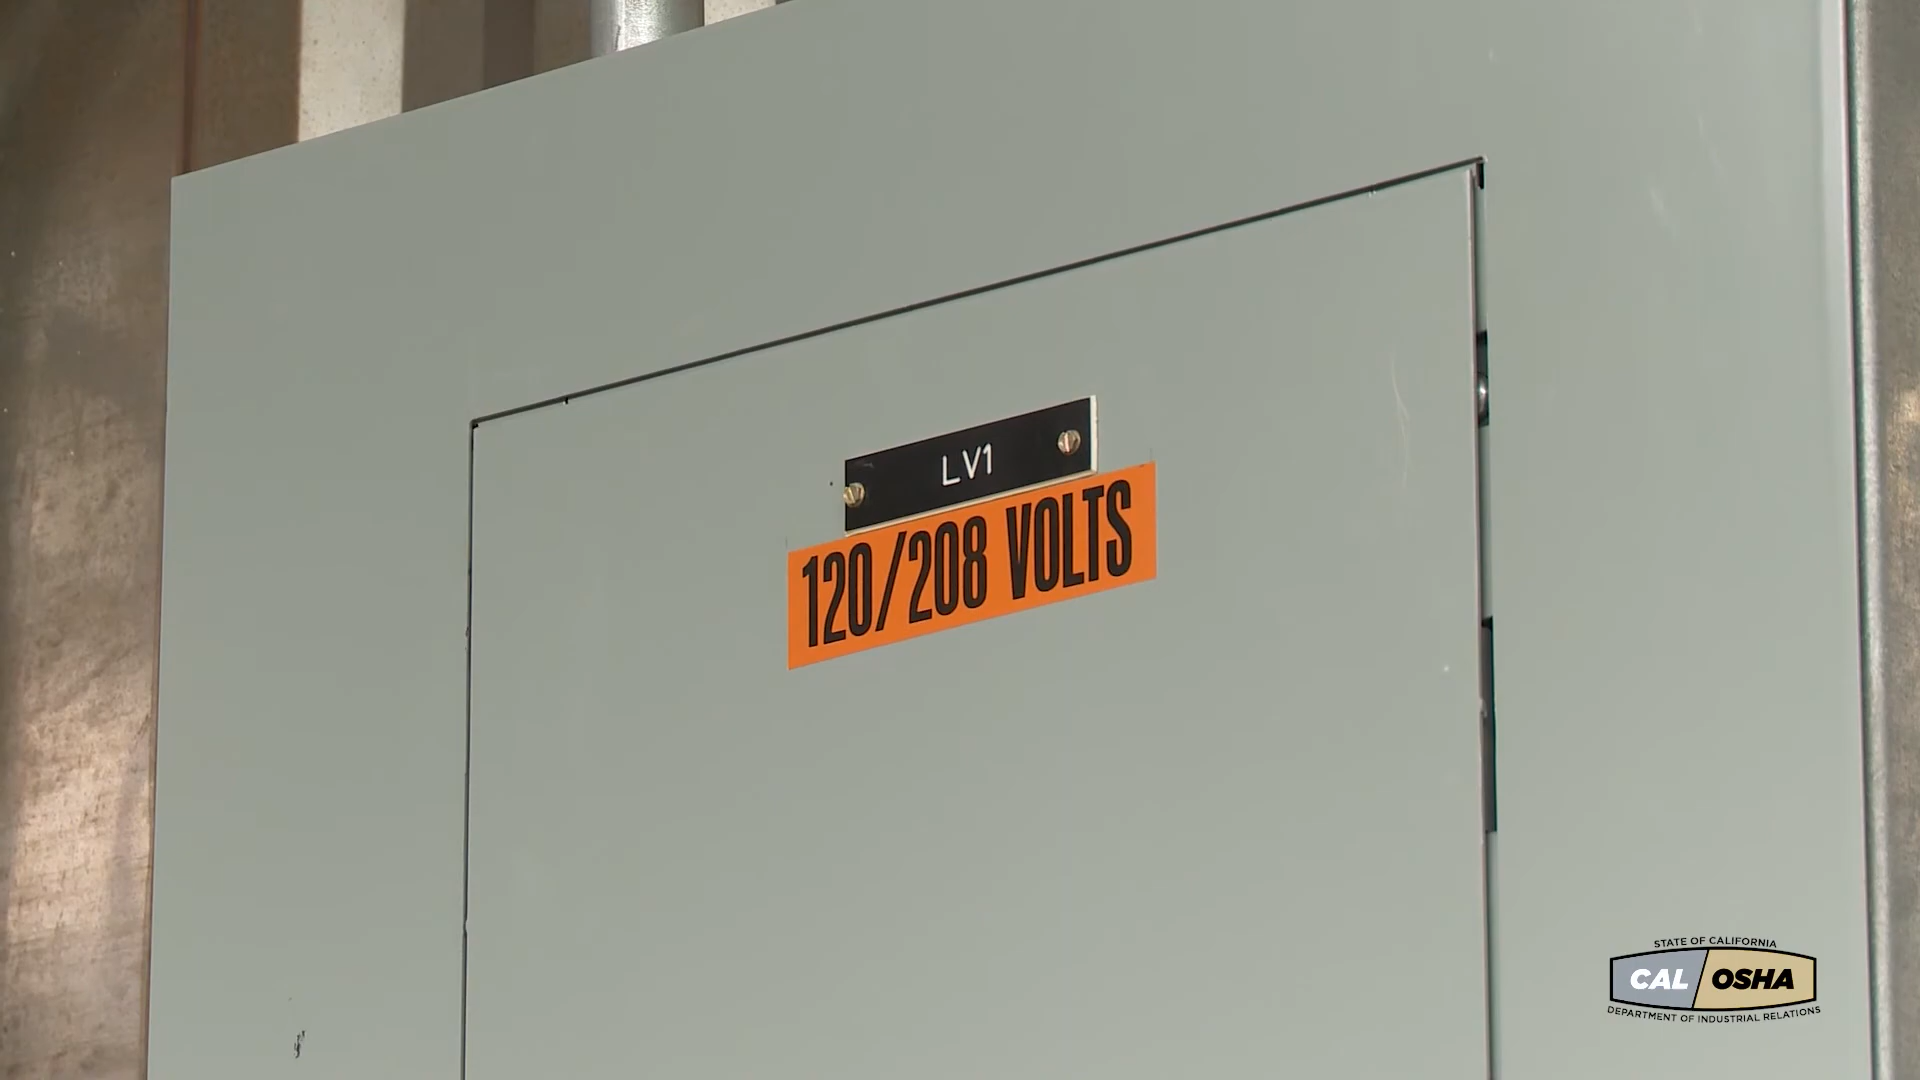 LV1
120/208 VOLTS
STATE OF CALIFORNIA
CAL OSHA
DEPARTMENT OF INDUSTRIAL RELATIONS